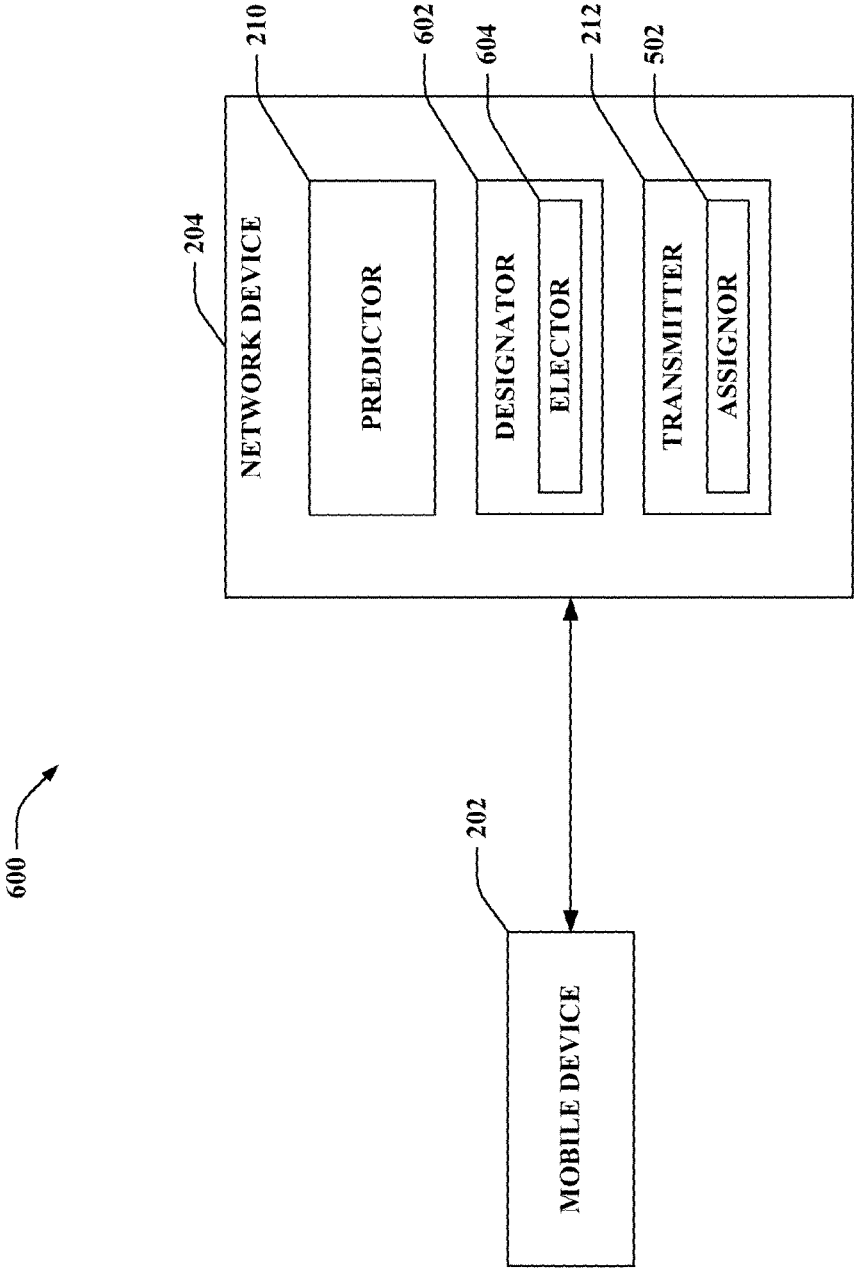 600
202
MOBILE DEVICE
204
NETWORK DEVICE
210
PREDICTOR
602
DESIGNATOR
604
ELECTOR
212
TRANSMITTER
502
ASSIGNOR